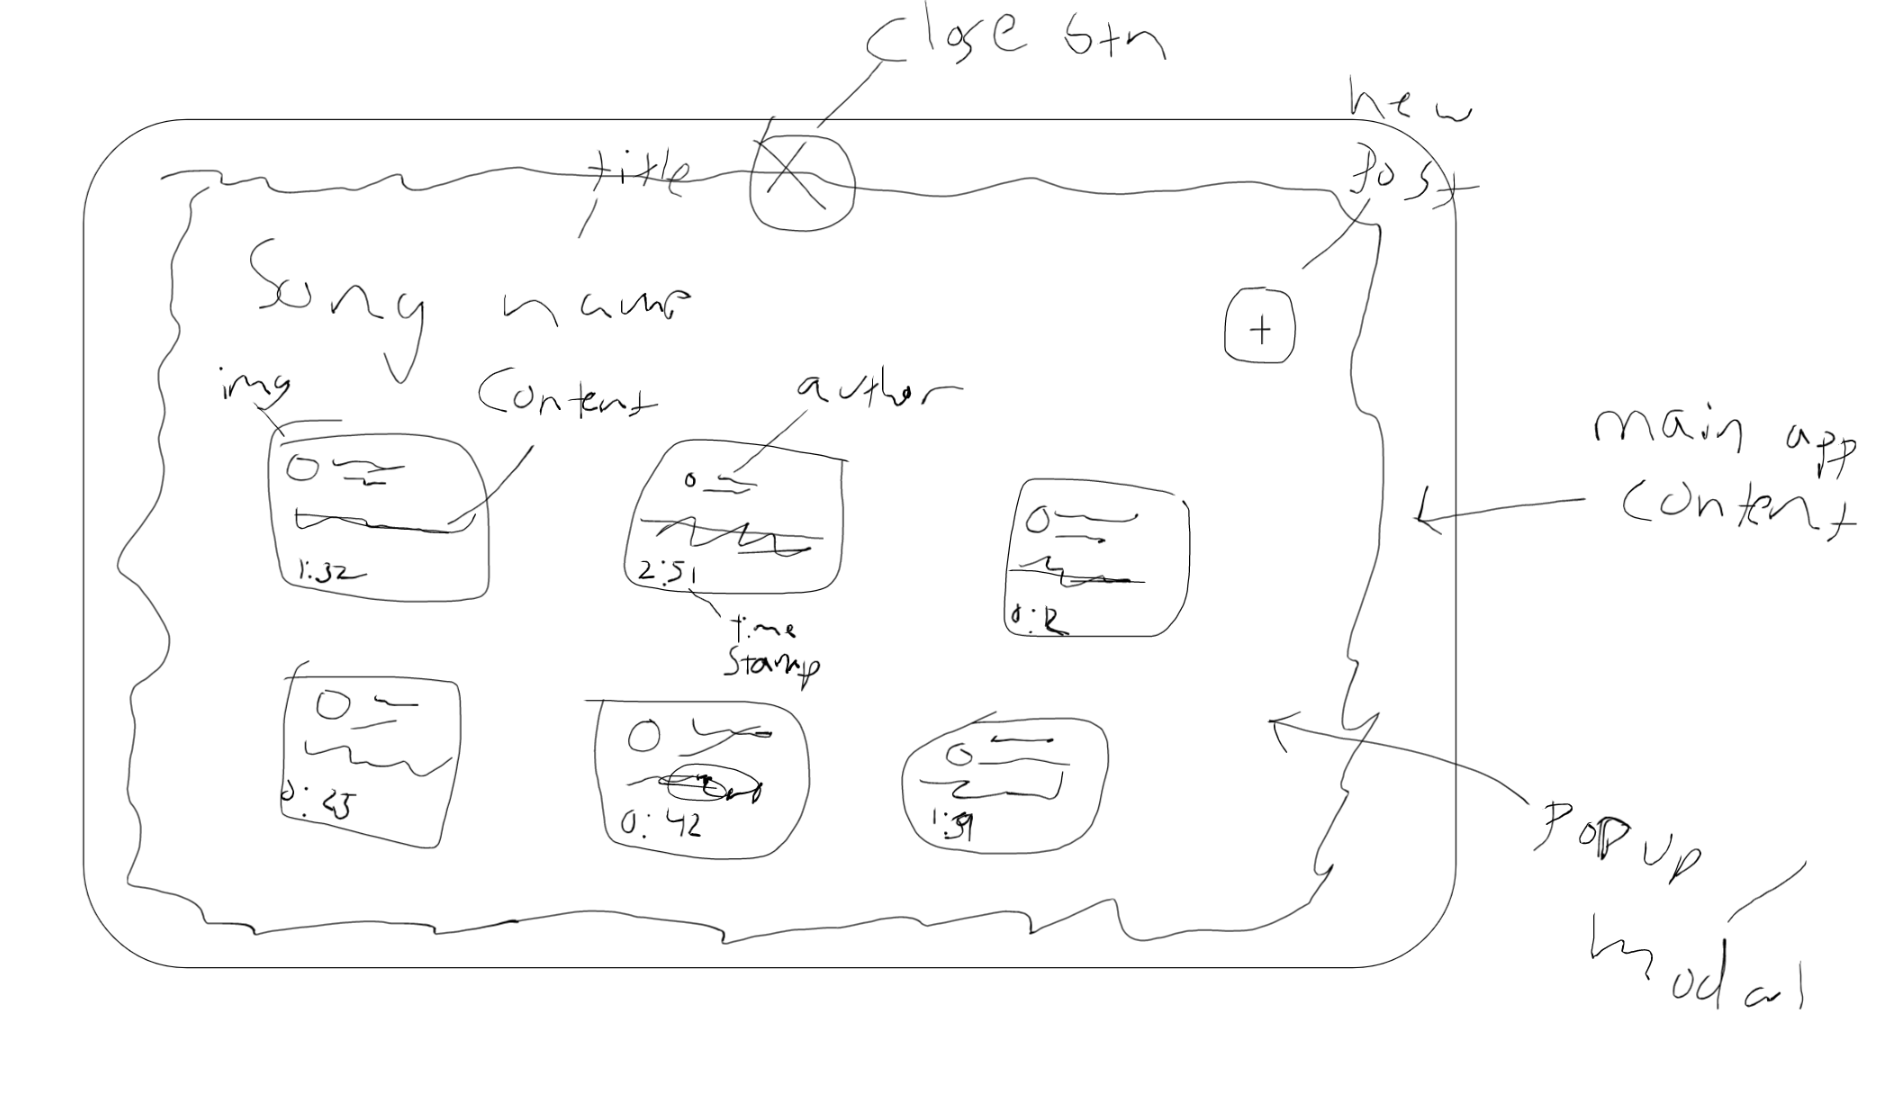 close btn
new
post
title
Song name
+
img
content
author
main app
content
1:32
2:51
0:12
time
stamp
0:25
0:42
1:39
popup
modal